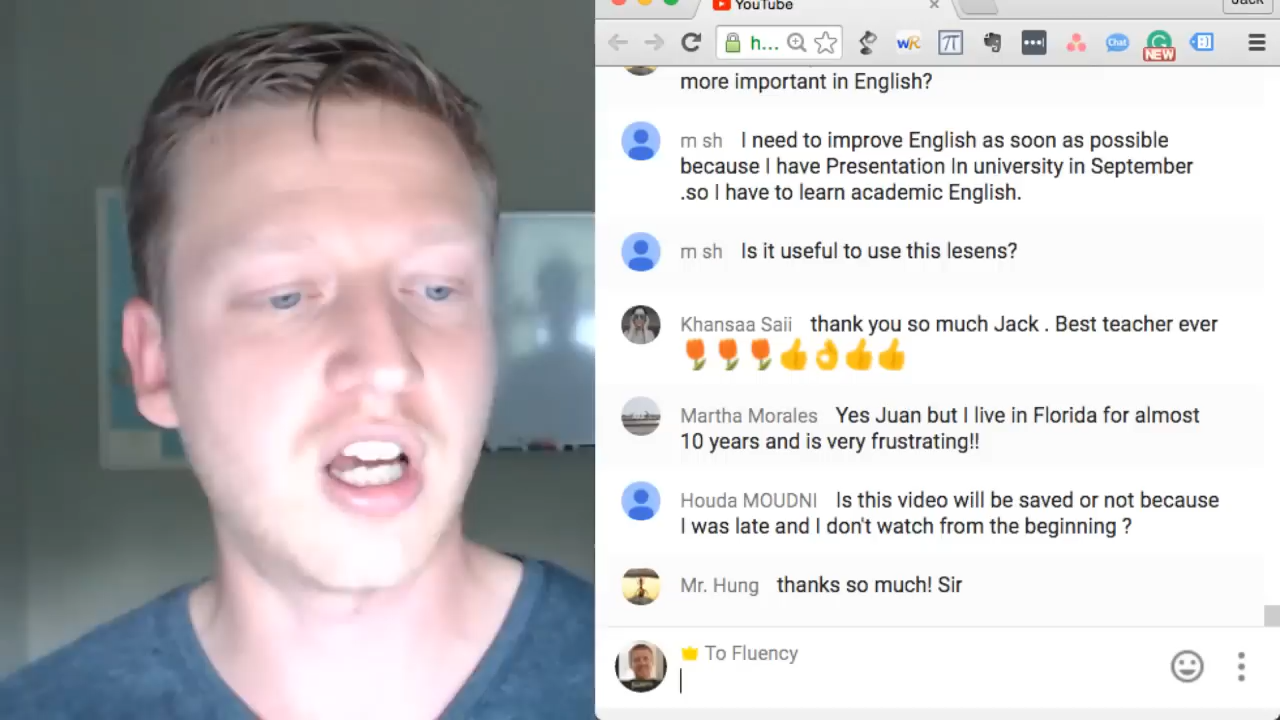 YouTube
Jack
h...
wR
π
Chat
NEW
more important in English?
m sh I need to improve English as soon as possible
because I have Presentation In university in September
.so I have to learn academic English.
m sh Is it useful to use this lesens?
Khansaa Saii thank you so much Jack . Best teacher ever
🌷🌷🌷👍👌👍👍
Martha Morales Yes Juan but I live in Florida for almost
10 years and is very frustrating!!
Houda MOUDNI Is this video will be saved or not because
I was late and I don't watch from the beginning ?
Mr. Hung thanks so much! Sir
To Fluency